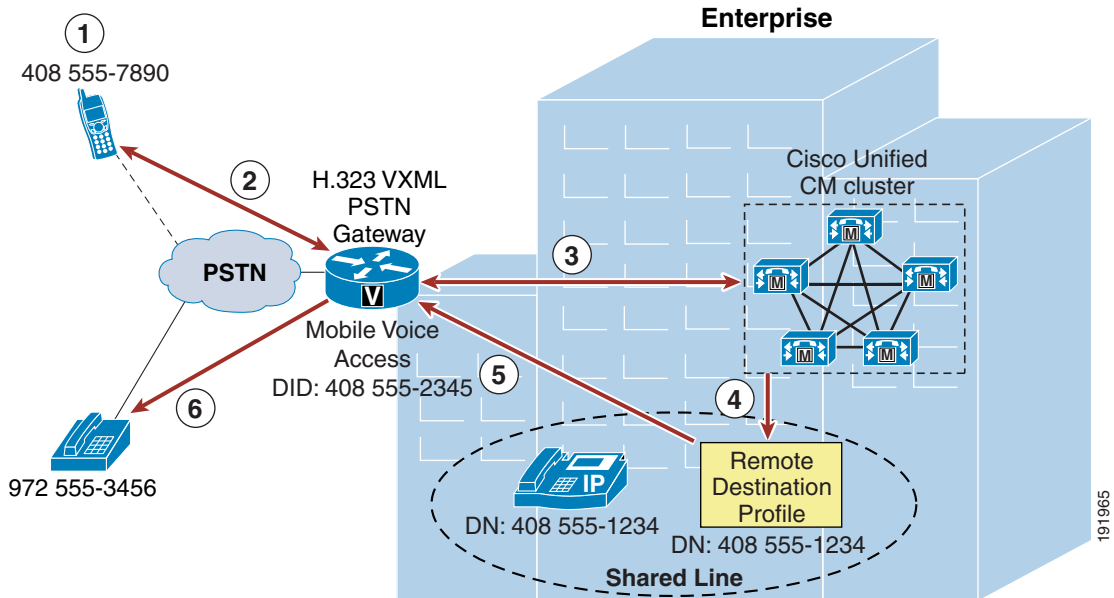 Enterprise
1
408 555-7890
2
H.323 VXML
PSTN
Gateway
Cisco Unified
CM cluster
M
M
M
M
M
3
PSTN
V
Mobile Voice
Access
DID: 408 555-2345
5
4
6
972 555-3456
IP
DN: 408 555-1234
Remote
Destination
Profile
DN: 408 555-1234
Shared Line
191965